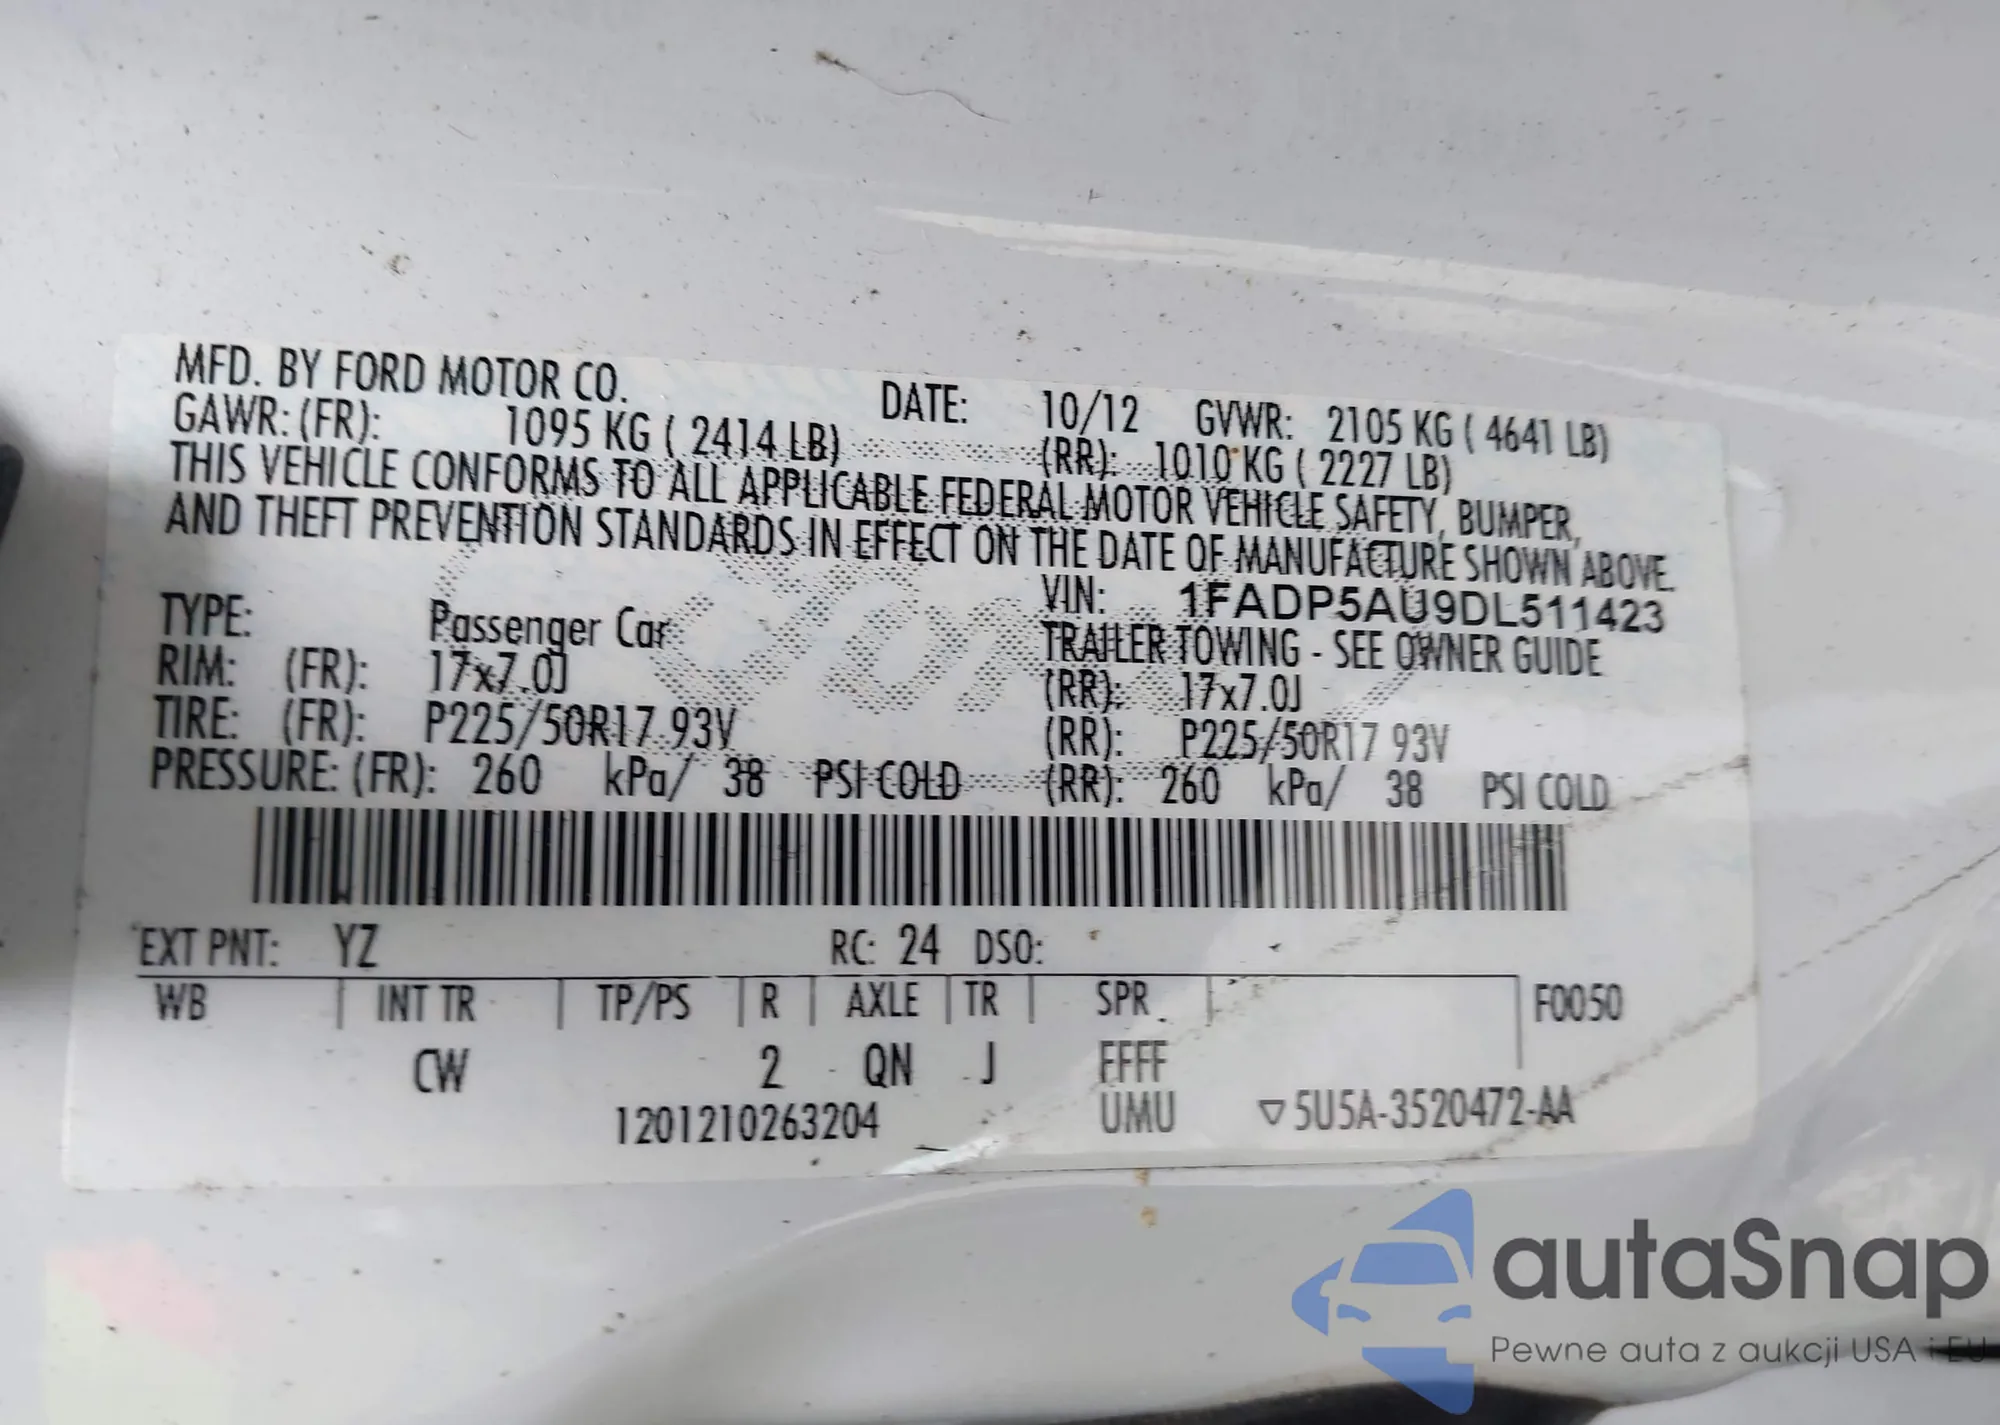 MFD. BY FORD MOTOR CO. DATE: 10/12 GVWR: 2105 KG ( 4641 LB)
GAWR: (FR): 1095 KG ( 2414 LB) (RR): 1010 KG ( 2227 LB)
THIS VEHICLE CONFORMS TO ALL APPLICABLE FEDERAL MOTOR VEHICLE SAFETY, BUMPER,
AND THEFT PREVENTION STANDARDS IN EFFECT ON THE DATE OF MANUFACTURE SHOWN ABOVE.
VIN: 1FADP5AU9DL511423
TYPE: Passenger Car TRAILER TOWING - SEE OWNER GUIDE
RIM: (FR): 17x7.0J (RR): 17x7.0J
TIRE: (FR): P225/50R17 93V (RR): P225/50R17 93V
PRESSURE: (FR): 260 kPa/ 38 PSI COLD (RR): 260 kPa/ 38 PSI COLD
EXT PNT: YZ RC: 24 DSO:
WB | INT TR | TP/PS | R | AXLE | TR | SPR | F0050
CW 2 QN J FFFF
1201210263204 UMU ▽5U5A-3520472-AA
autaSnap
Pewne auta z aukcji USA i EU